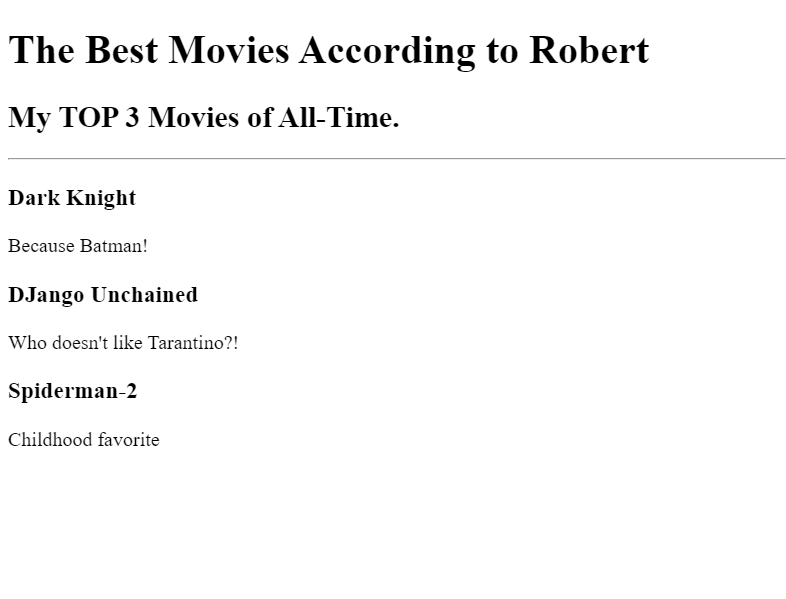 The Best Movies According to Robert
My TOP 3 Movies of All-Time.
Dark Knight
Because Batman!
DJango Unchained
Who doesn't like Tarantino?!
Spiderman-2
Childhood favorite